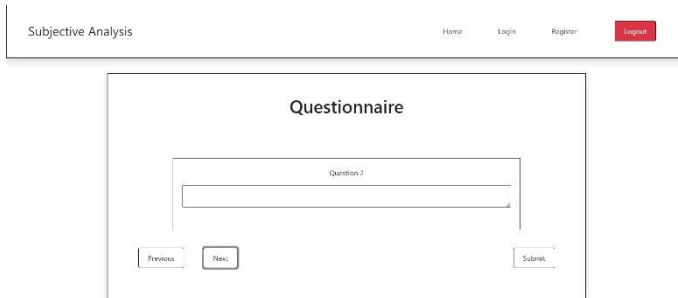 Subjective Analysis
Home Login Register Logout
Questionnaire
Question 2
Previous Next Submit